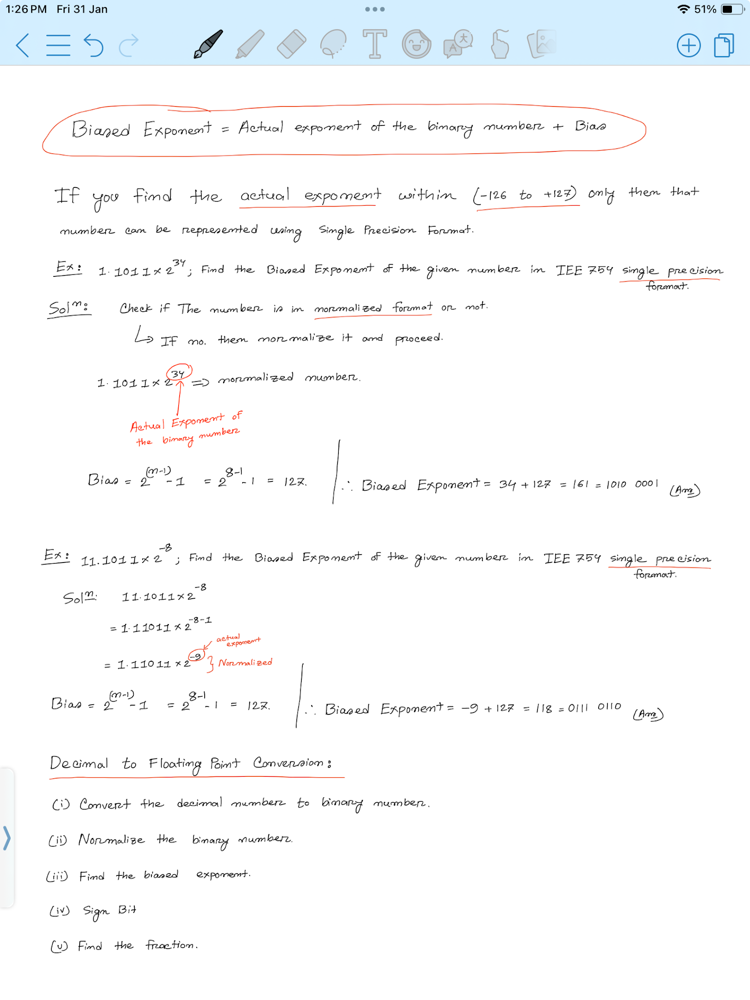 1:26 PM Fri 31 Jan
51%
Biased Exponent = Actual exponent of the binary number + Bias
If you find the actual exponent within (-126 to +127) only then that
number can be represented using Single Precision Format.
Ex: 1.1011 × 2^34 ; Find the Biased Exponent of the given number in IEE 754 single precision
format.
Solⁿ: Check if The number is in normalized format or not.
↳ If no. then normalize it and proceed.
1.1011 × 2^34 ⇒ normalized number.
Actual Exponent of
the binary number
Bias = 2^(n-1) - 1 = 2^8-1 - 1 = 127.
∴ Biased Exponent = 34 + 127 = 161 = 1010 0001 (Ans)
Ex: 11.1011 × 2^-8 ; Find the Biased Exponent of the given number in IEE 754 single precision
format.
Solⁿ: 11.1011 × 2^-8
= 1.11011 × 2^-8-1
actual
exponent
= 1.11011 × 2^-9 } Normalized
Bias = 2^(n-1) - 1 = 2^8-1 - 1 = 127.
∴ Biased Exponent = -9 + 127 = 118 = 0111 0110 (Ans)
Decimal to Floating Point Conversion:
(i) Convert the decimal number to binary number.
(ii) Normalize the binary number.
(iii) Find the biased exponent.
(iv) Sign Bit
(v) Find the fraction.